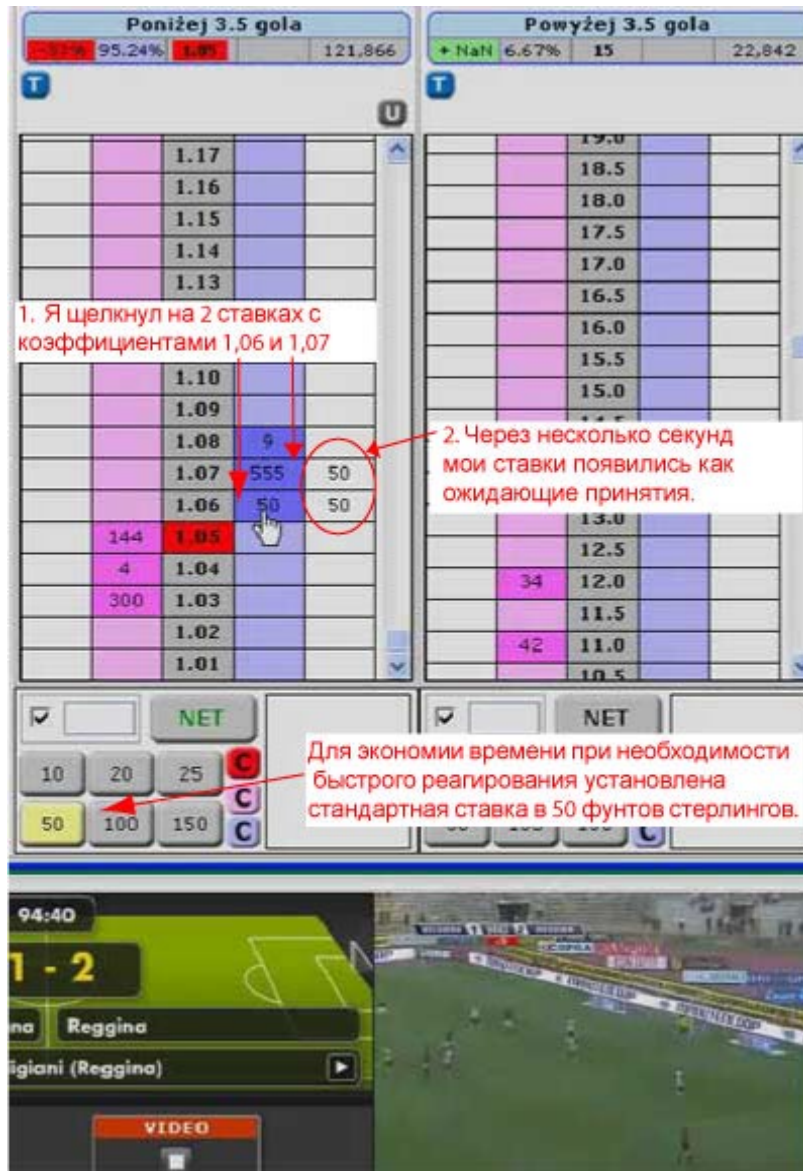 Poniżej 3.5 gola
95.24% 1.05 121,866
T
U
1.17
1.16
1.15
1.14
1.13
1. Я щелкнул на 2 ставках с
коэффициентами 1,06 и 1,07
1.10
1.09
1.08 9
1.07 555 50
1.06 50 50
144 1.05
4 1.04
300 1.03
1.02
1.01
NET
10 20 25 C
C
50 100 150 C
Powyżej 3.5 gola
+ NaN 6.67% 15 22,842
T
19.0
18.5
18.0
17.5
17.0
16.5
16.0
15.5
15.0
2. Через несколько секунд
мои ставки появились как
ожидающие принятия.
13.0
12.5
34 12.0
11.5
42 11.0
10.5
NET
Для экономии времени при необходимости
быстрого реагирования установлена
стандартная ставка в 50 фунтов стерлингов.
C
94:40
1 - 2
na Reggina
igiani (Reggina)
VIDEO